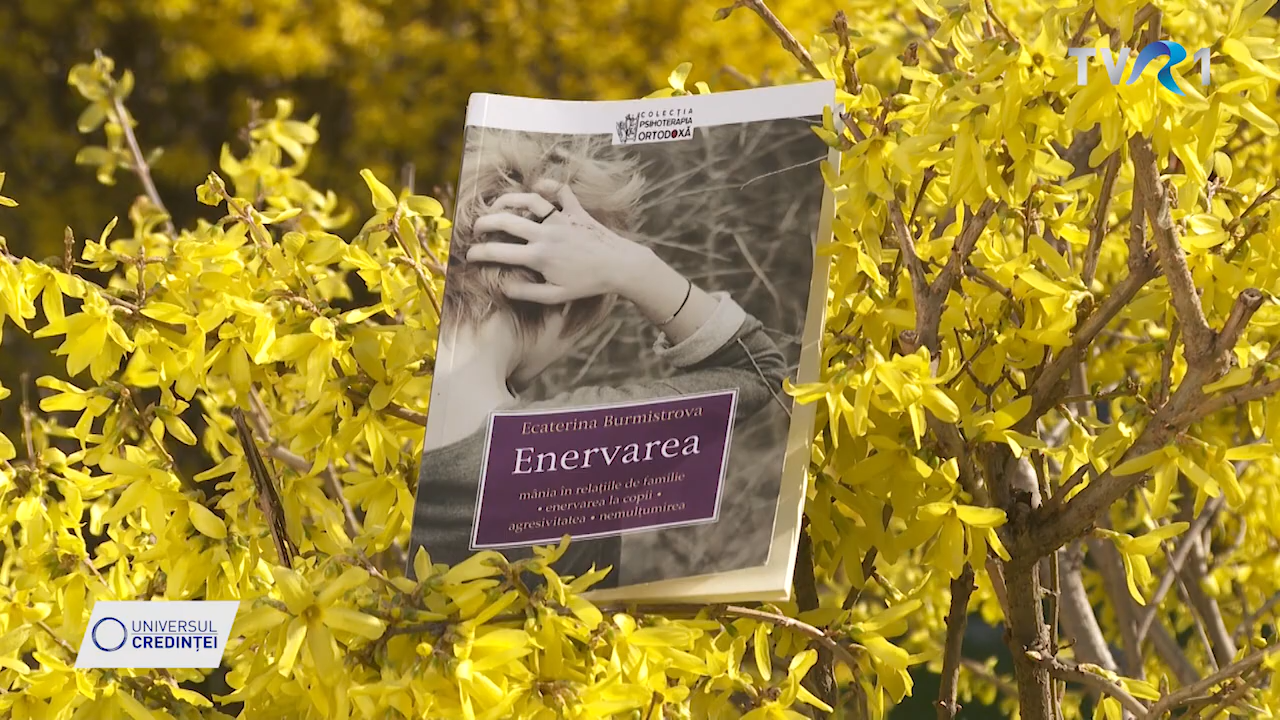 TVR1
COLECȚIA
PSIHOTERAPIA
ORTODOXĂ
Ecaterina Burmistrova
Enervarea
mânia în relațiile de familie
• enervarea la copii •
agresivitatea • nemulțumirea
UNIVERSUL
CREDINȚEI